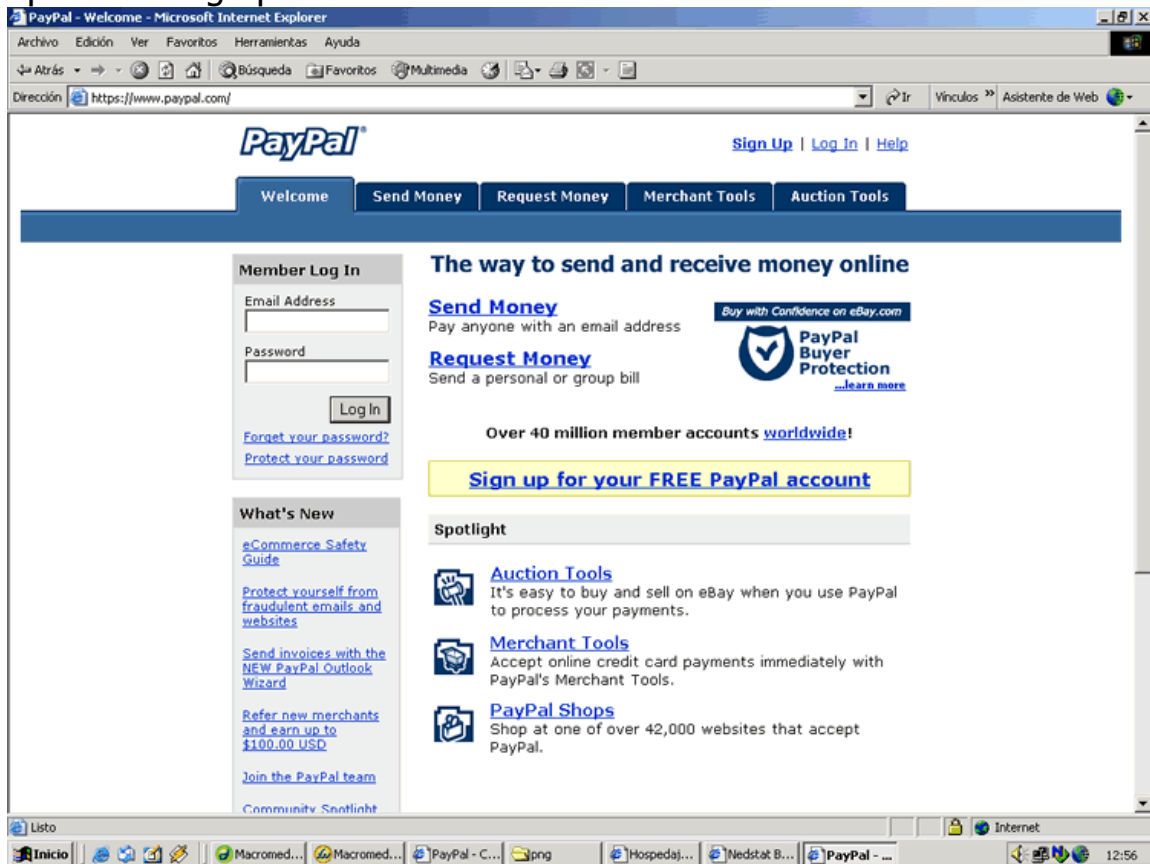 PayPal - Welcome - Microsoft Internet Explorer
Archivo Edición Ver Favoritos Herramientas Ayuda
Atrás Búsqueda Favoritos Multimedia
Dirección https://www.paypal.com/ Ir Vínculos » Asistente de Web
PayPal®
Sign Up | Log In | Help
Welcome Send Money Request Money Merchant Tools Auction Tools
Member Log In
Email Address
Password
Log In
Forget your password?
Protect your password
What's New
eCommerce Safety
Guide
Protect yourself from
fraudulent emails and
websites
Send invoices with the
NEW PayPal Outlook
Wizard
Refer new merchants
and earn up to
$100.00 USD
Join the PayPal team
Community Spotlight
The way to send and receive money online
Send Money
Pay anyone with an email address
Request Money
Send a personal or group bill
Buy with Confidence on eBay.com
PayPal
Buyer
Protection
...learn more
Over 40 million member accounts worldwide!
Sign up for your FREE PayPal account
Spotlight
Auction Tools
It's easy to buy and sell on eBay when you use PayPal
to process your payments.
Merchant Tools
Accept online credit card payments immediately with
PayPal's Merchant Tools.
PayPal Shops
Shop at one of over 42,000 websites that accept
PayPal.
Listo Internet
Inicio Macromed... Macromed... PayPal - C... png Hospedaj... Nedstat B... PayPal - ... 12:56